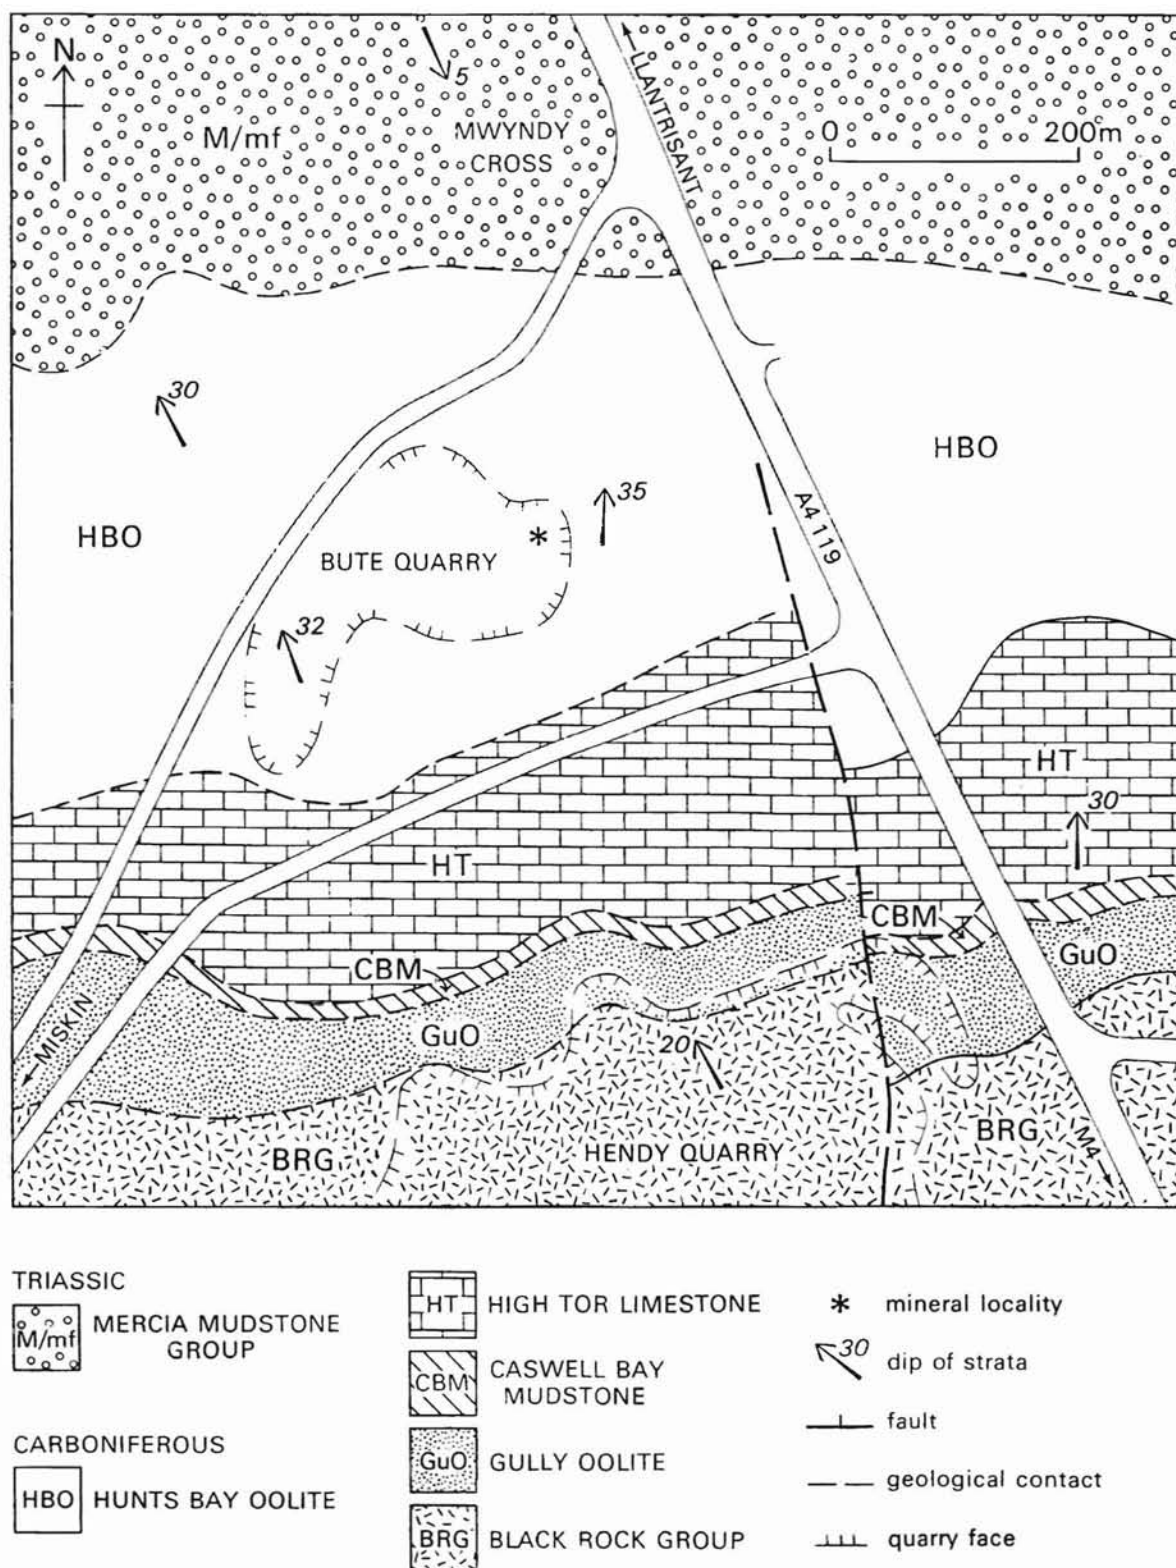 N
5
M/mf
MWYNDY
CROSS
LLANTRISANT
0 200m
30
HBO
HBO
35
A4119
*
BUTE QUARRY
32
HT
30
HT
CBM
CBM
GuO
GuO
MISKIN
20
BRG
HENDY QUARRY
BRG
M4
TRIASSIC
M/mf MERCIA MUDSTONE
GROUP
CARBONIFEROUS
HBO HUNTS BAY OOLITE
HT HIGH TOR LIMESTONE
CBM CASWELL BAY
MUDSTONE
GuO GULLY OOLITE
BRG BLACK ROCK GROUP
* mineral locality
30 dip of strata
fault
geological contact
quarry face